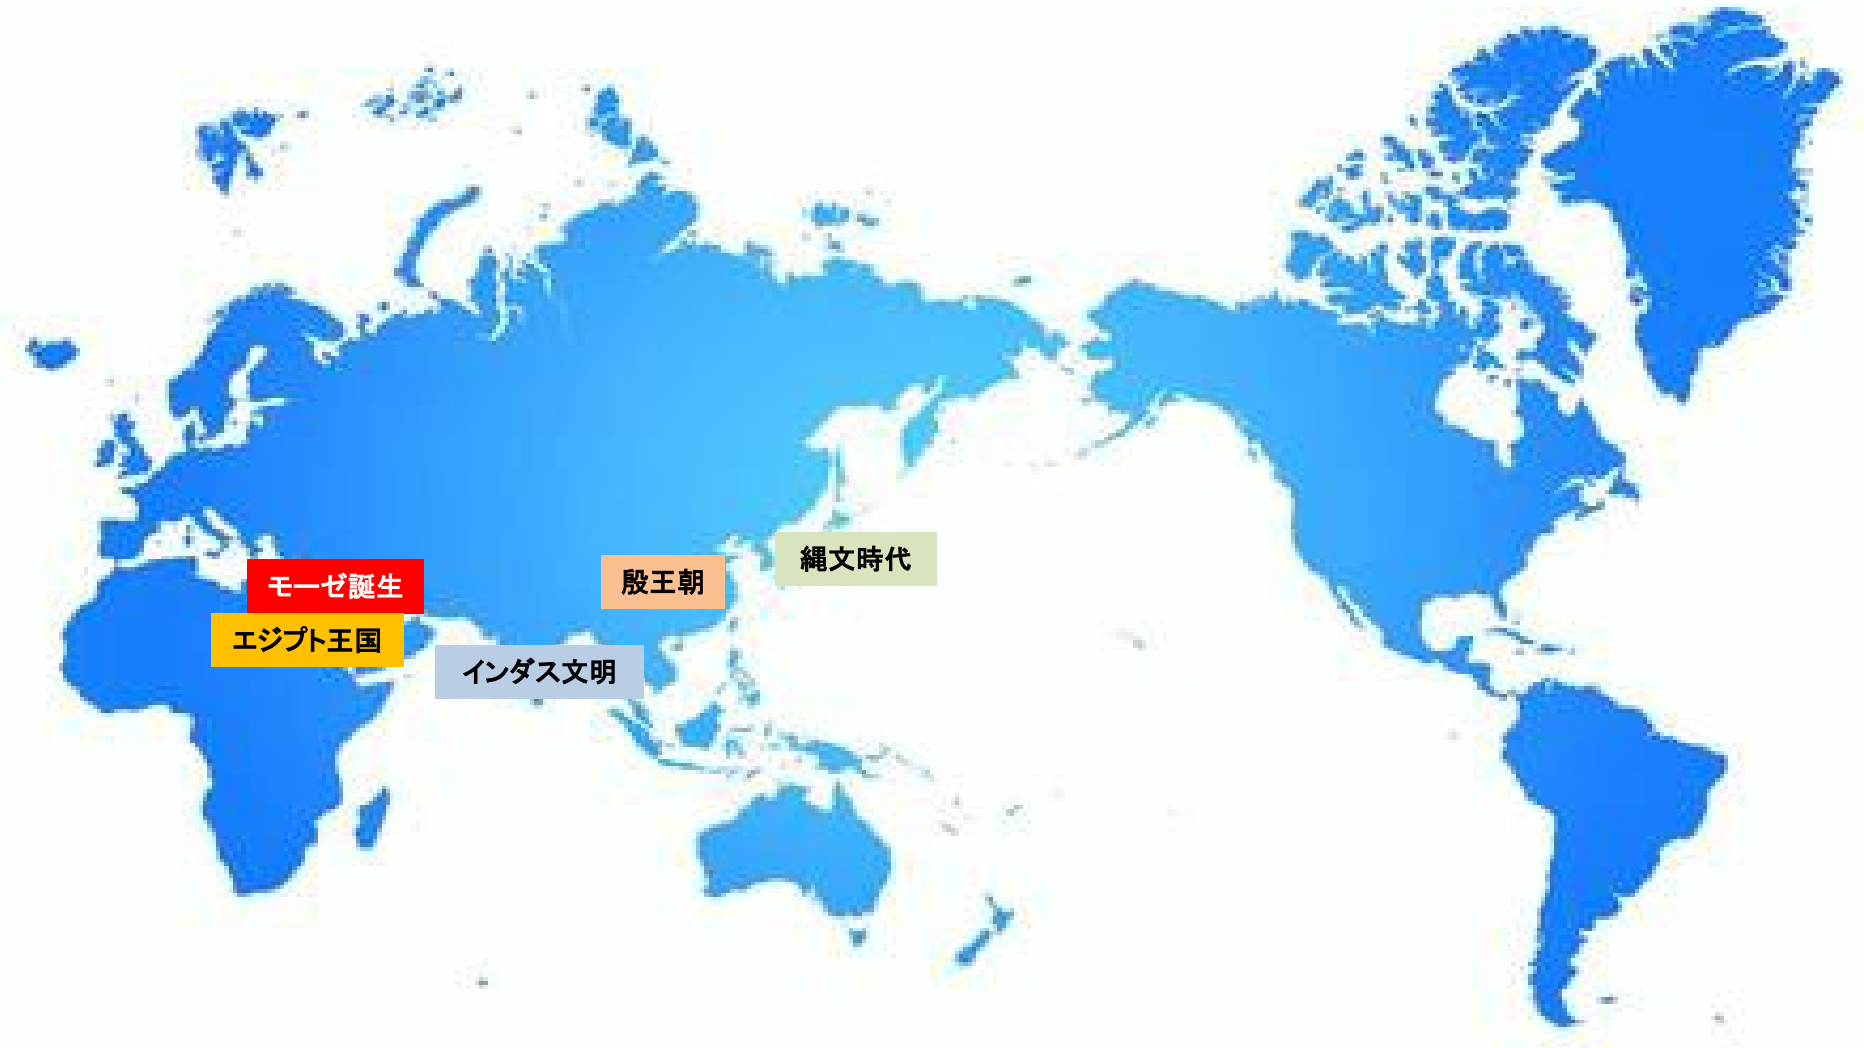 縄文時代
モーゼ誕生
殷王朝
エジプト王国
インダス文明